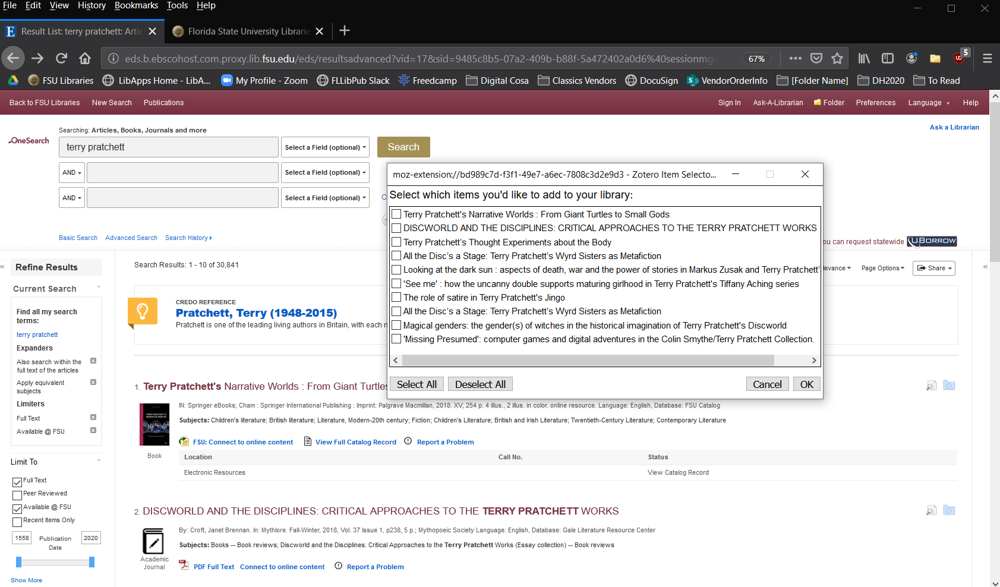 File Edit View History Bookmarks Tools Help
Result List: terry pratchett: Artic
Florida State University Librarie
eds.b.ebscohost.com.proxy.lib.fsu.edu/eds/resultsadvanced?vid=17&sid=9485c8b5-07a2-409b-b88f-5a472402a0d6%40sessionmg
67%
5
FSU Libraries LibApps Home - LibA... My Profile - Zoom FLLibPub Slack Freedcamp Digital Cosa Classics Vendors DocuSign VendorOrderInfo [Folder Name] DH2020 To Read
Back to FSU Libraries New Search Publications Sign In Ask-A-Librarian Folder Preferences Language Help
Ask a Librarian
Searching: Articles, Books, Journals and more
OneSearch
terry pratchett Select a Field (optional) Search
AND Select a Field (optional)
AND Select a Field (optional) C
Basic Search Advanced Search Search History
moz-extension://bd989c7d-f3f1-49e7-a6ec-7808c3d2e9d3 - Zotero Item Selecto...
Select which items you'd like to add to your library:
Terry Pratchett's Narrative Worlds : From Giant Turtles to Small Gods
DISCWORLD AND THE DISCIPLINES: CRITICAL APPROACHES TO THE TERRY PRATCHETT WORKS
Terry Pratchett's Thought Experiments about the Body
All the Disc's a Stage: Terry Pratchett's Wyrd Sisters as Metafiction
Looking at the dark sun : aspects of death, war and the power of stories in Markus Zusak and Terry Pratchett'
'See me' : how the uncanny double supports maturing girlhood in Terry Pratchett's Tiffany Aching series
The role of satire in Terry Pratchett's Jingo
All the Disc's a Stage: Terry Pratchett's Wyrd Sisters as Metafiction
Magical genders: the gender(s) of witches in the historical imagination of Terry Pratchett's Discworld
'Missing Presumed': computer games and digital adventures in the Colin Smythe/Terry Pratchett Collection.
Select All Deselect All Cancel OK
ou can request statewide UBORROW
Refine Results
Current Search
Find all my search
terms:
terry pratchett
Expanders
Also search within the
full text of the articles
Apply equivalent
subjects
Limiters
Full Text
Available @ FSU
Limit To
Full Text
Peer Reviewed
Available @ FSU
Recent Items Only
1558 Publication 2020
Date
Show More
Search Results: 1 - 10 of 30,841
levance Page Options Share
CREDO REFERENCE
Pratchett, Terry (1948-2015)
Pratchett is one of the leading living authors in Britain, with each n
1. Terry Pratchett's Narrative Worlds : From Giant Turtles
IN: Springer eBooks; Cham : Springer International Publishing : Imprint: Palgrave Macmillan, 2018. XV, 254 p. 4 illus., 2 illus. in color. online resource. Language: English, Database: FSU Catalog
Subjects: Children's literature; British literature; Literature, Modern-20th century; Fiction; Children's Literature; British and Irish Literature; Twentieth-Century Literature; Contemporary Literature
Book
FSU: Connect to online content View Full Catalog Record Report a Problem
Location Call No. Status
Electronic Resources View Catalog Record
2. DISCWORLD AND THE DISCIPLINES: CRITICAL APPROACHES TO THE TERRY PRATCHETT WORKS
By: Croft, Janet Brennan. In: Mythlore. Fall-Winter, 2018, Vol. 37 Issue 1, p238, 5 p.; Mythopoeic Society Language: English, Database: Gale Literature Resource Center
Subjects: Books -- Book reviews; Discworld and the Disciplines: Critical Approaches to the Terry Pratchett Works (Essay collection) -- Book reviews
Academic
Journal
PDF Full Text Connect to online content Report a Problem